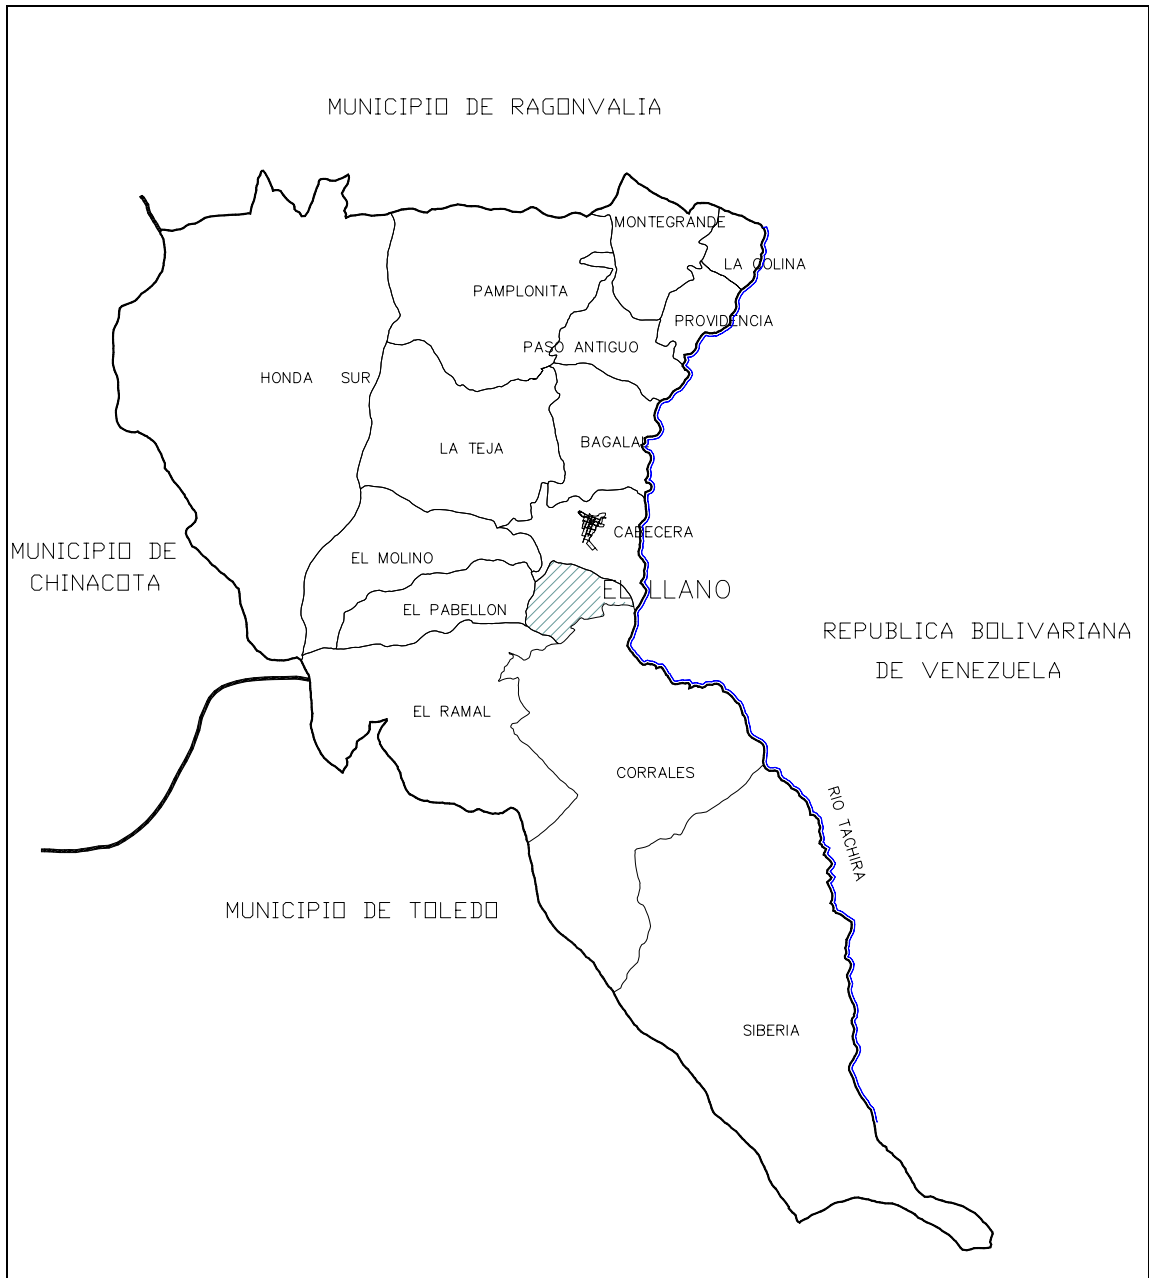 MUNICIPIO DE RAGONVALIA
MONTEGRANDE
LA COLINA
PAMPLONITA
PROVIDENCIA
PASO ANTIGUO
HONDA SUR
BAGALAL
LA TEJA
CABECERA
MUNICIPIO DE
CHINACOTA
EL MOLINO
EL LLANO
EL PABELLON
REPUBLICA BOLIVARIANA
DE VENEZUELA
EL RAMAL
CORRALES
RIO TACHIRA
MUNICIPIO DE TOLEDO
SIBERIA